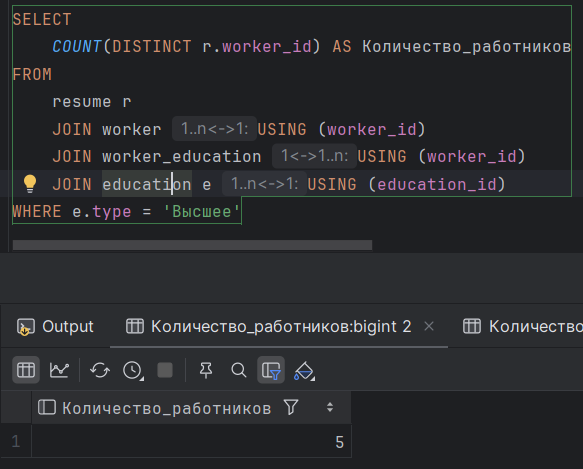 SELECT
COUNT(DISTINCT r.worker_id) AS Количество_работников
FROM
resume r
JOIN worker 1..n<->1: USING (worker_id)
JOIN worker_education 1<->1..n: USING (worker_id)
JOIN education e 1..n<->1: USING (education_id)
WHERE e.type = 'Высшее'
Output
Количество_работников:bigint 2
Количество
Количество_работников
1 5